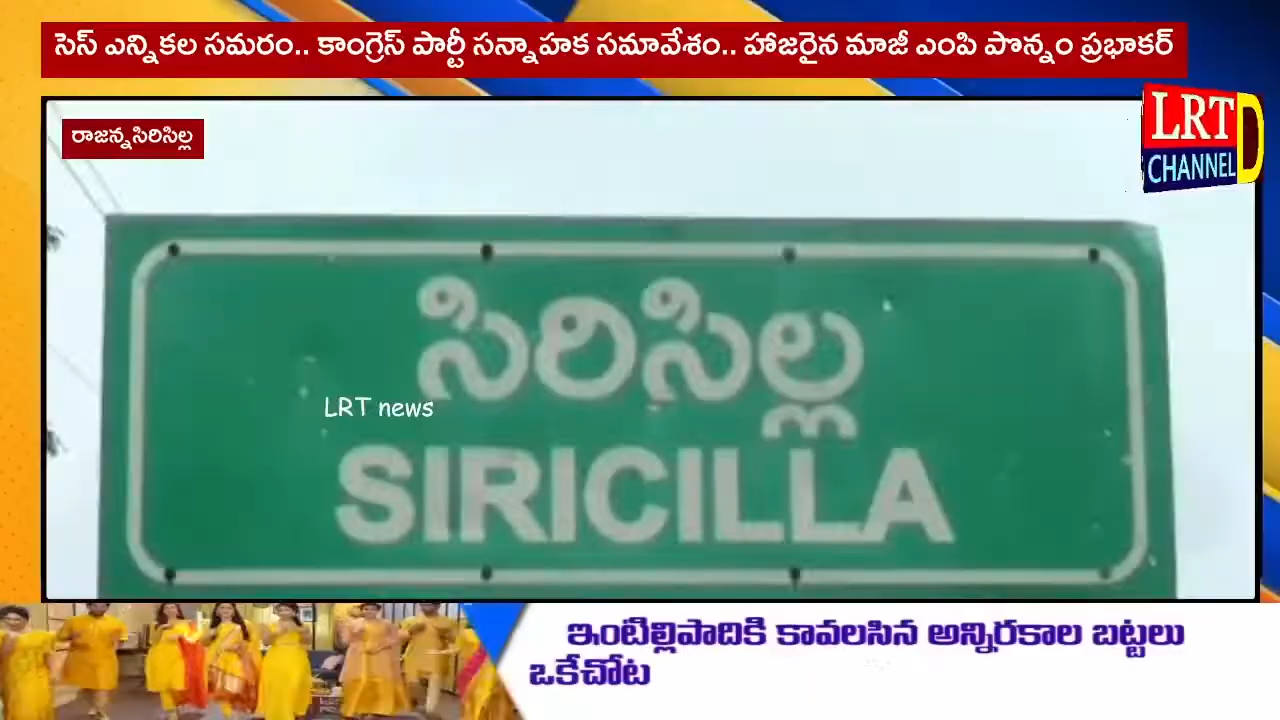 సెస్ ఎన్నికల సమరం.. కాంగ్రెస్ పార్టీ సన్నాహక సమావేశం.. హాజరైన మాజీ ఎంపి పొన్నం ప్రభాకర్
రాజన్నసిరిసిల్ల
LRT D
CHANNEL
సిరిసిల్ల
LRT news
SIRICILLA
ఇంటిల్లిపాదికి కావలసిన అన్నిరకాల బట్టలు
ఒకేచోట